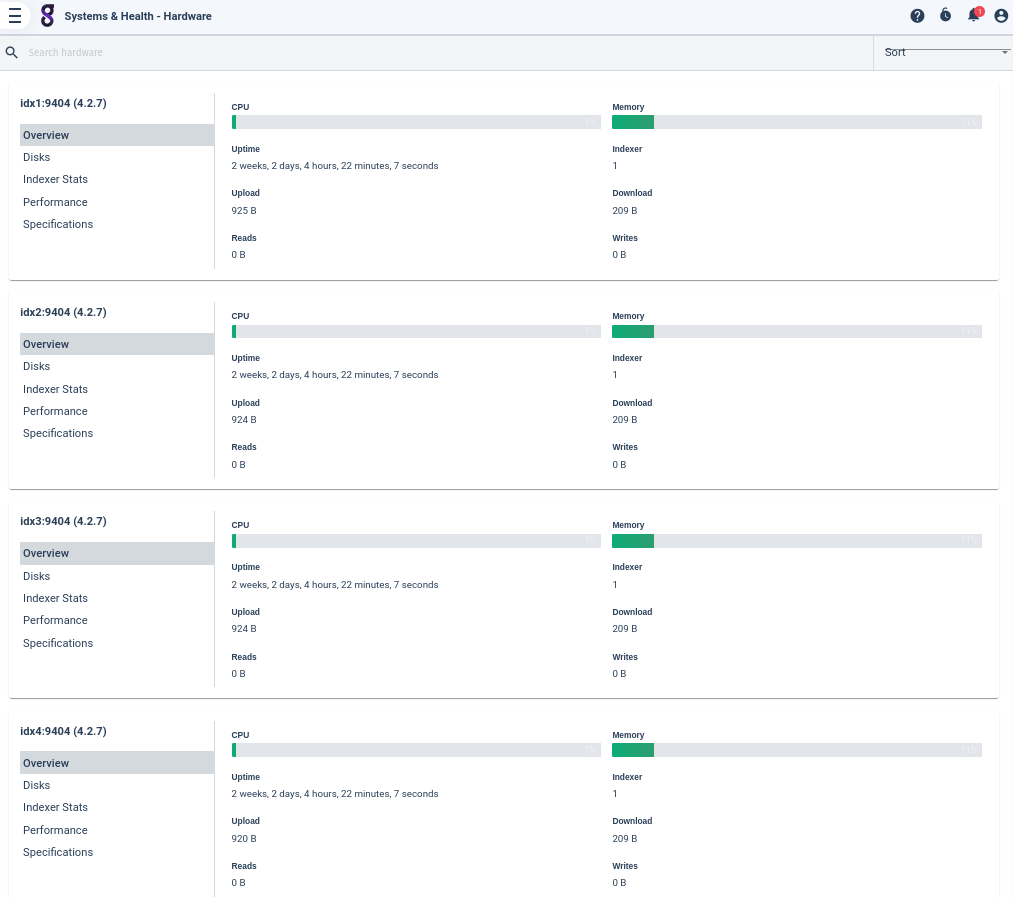 Systems & Health - Hardware
1
Search hardware
Sort
idx1:9404 (4.2.7)
Overview
Disks
Indexer Stats
Performance
Specifications
CPU
1%
Memory
11%
Uptime
2 weeks, 2 days, 4 hours, 22 minutes, 7 seconds
Indexer
1
Upload
925 B
Download
209 B
Reads
0 B
Writes
0 B
idx2:9404 (4.2.7)
Overview
Disks
Indexer Stats
Performance
Specifications
CPU
1%
Memory
11%
Uptime
2 weeks, 2 days, 4 hours, 22 minutes, 7 seconds
Indexer
1
Upload
924 B
Download
209 B
Reads
0 B
Writes
0 B
idx3:9404 (4.2.7)
Overview
Disks
Indexer Stats
Performance
Specifications
CPU
1%
Memory
11%
Uptime
2 weeks, 2 days, 4 hours, 22 minutes, 7 seconds
Indexer
1
Upload
924 B
Download
209 B
Reads
0 B
Writes
0 B
idx4:9404 (4.2.7)
Overview
Disks
Indexer Stats
Performance
Specifications
CPU
1%
Memory
11%
Uptime
2 weeks, 2 days, 4 hours, 22 minutes, 7 seconds
Indexer
1
Upload
920 B
Download
209 B
Reads
0 B
Writes
0 B